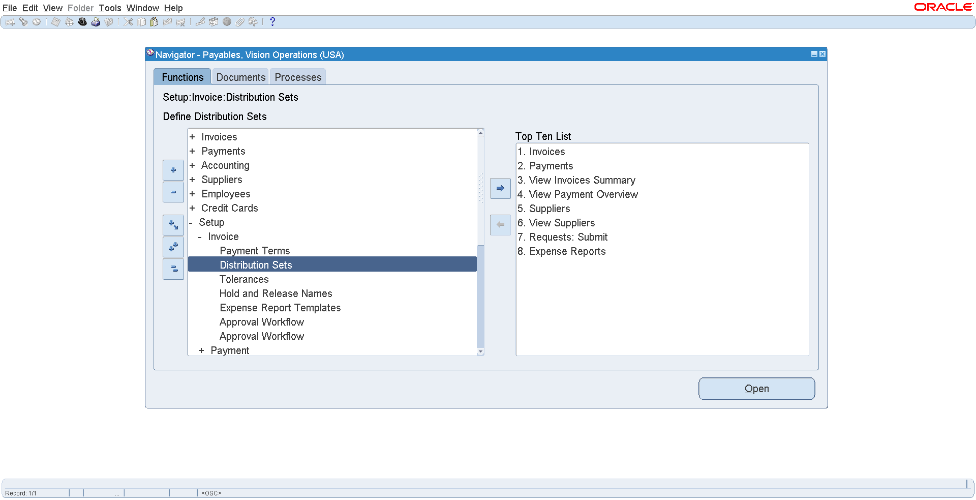 File Edit View Folder Tools Window Help
ORACLE
?
Navigator - Payables, Vision Operations (USA)
Functions Documents Processes
Setup:Invoice:Distribution Sets
Define Distribution Sets
+ Invoices
+ Payments
+ Accounting
+ Suppliers
+ Employees
+ Credit Cards
- Setup
- Invoice
Payment Terms
Distribution Sets
Tolerances
Hold and Release Names
Expense Report Templates
Approval Workflow
Approval Workflow
+ Payment
Top Ten List
1. Invoices
2. Payments
3. View Invoices Summary
4. View Payment Overview
5. Suppliers
6. View Suppliers
7. Requests: Submit
8. Expense Reports
Open
Record: 1/1 ... <OSC>